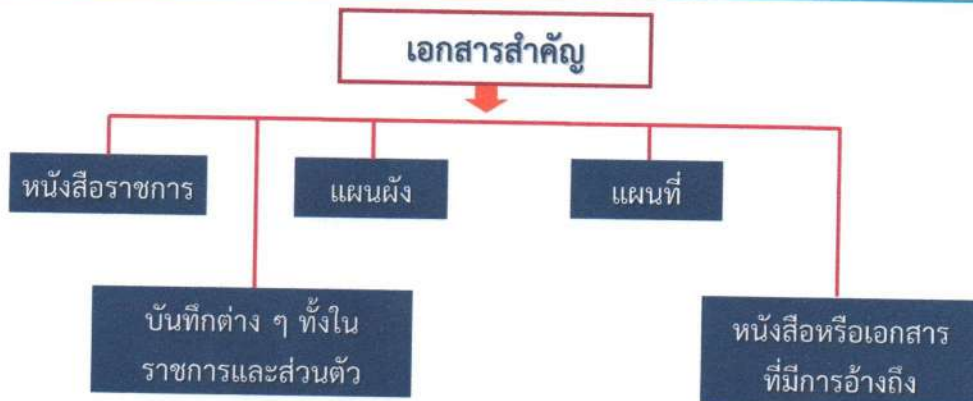 เอกสารสำคัญ
หนังสือราชการ
แผนผัง
แผนที่
บันทึกต่าง ๆ ทั้งใน
ราชการและส่วนตัว
หนังสือหรือเอกสาร
ที่มีการอ้างถึง